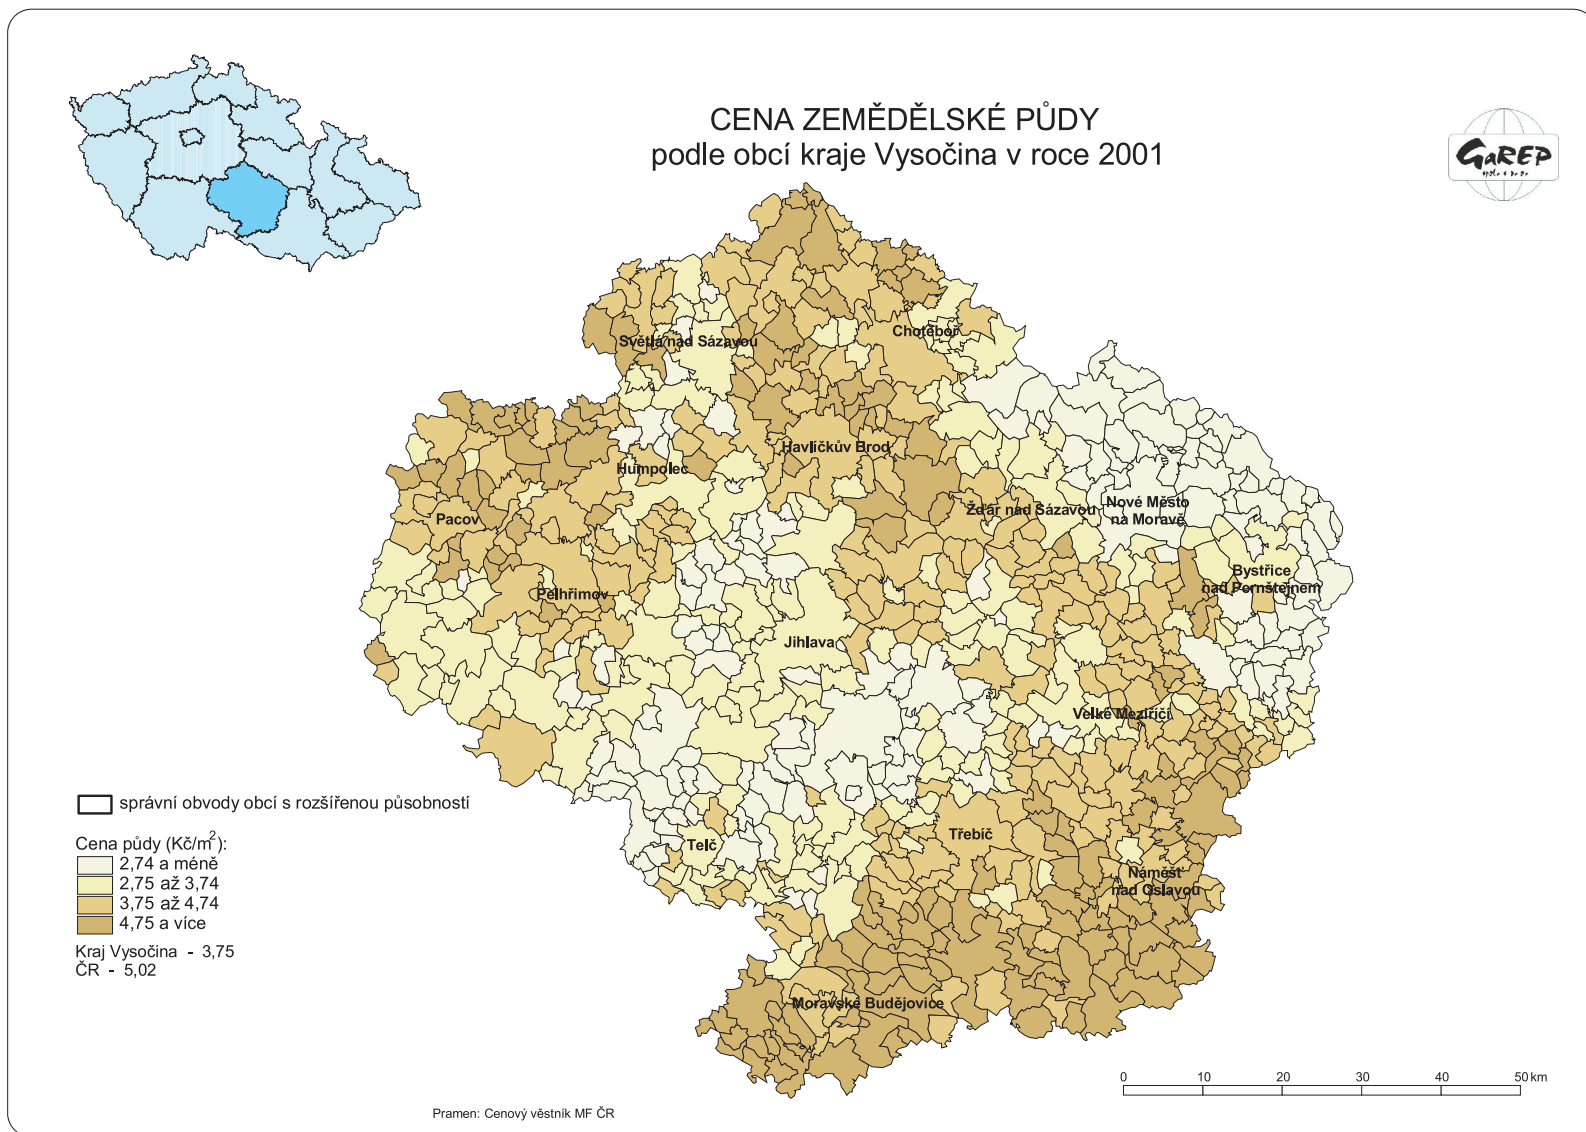 CENA ZEMĚDĚLSKÉ PŮDY
podle obcí kraje Vysočina v roce 2001
GaREP
spol. s r.o.
Chotěboř
Světlá nad Sázavou
Havlíčkův Brod
Humpolec
Pacov
Žďár nad Sázavou
Nové Město
na Moravě
Bystřice
nad Pernštejnem
Pelhřimov
Jihlava
Velké Meziříčí
Telč
Třebíč
Náměšť
nad Oslavou
Moravské Budějovice
správní obvody obcí s rozšířenou působností
Cena půdy (Kč/m²):
2,74 a méně
2,75 až 3,74
3,75 až 4,74
4,75 a více
Kraj Vysočina - 3,75
ČR - 5,02
0 10 20 30 40 50 km
Pramen: Cenový věstník MF ČR